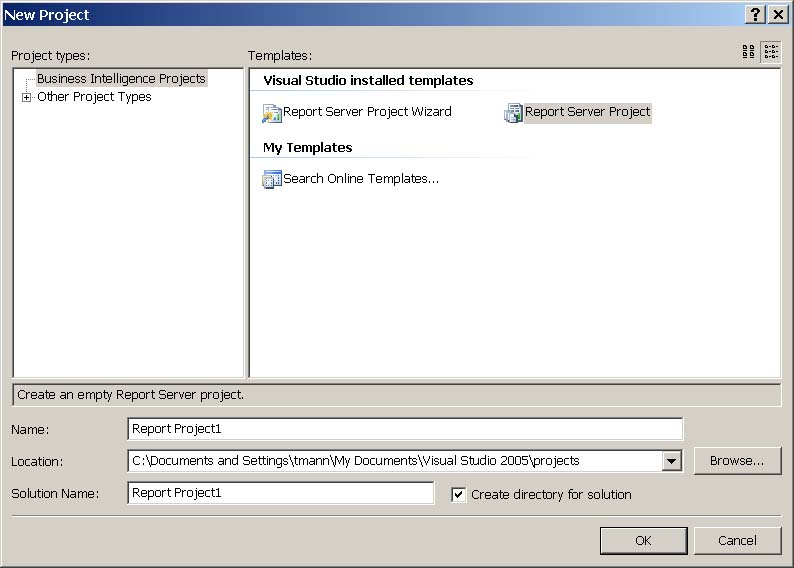 New Project
Project types:
Templates:
Business Intelligence Projects
Other Project Types
Visual Studio installed templates
Report Server Project Wizard
Report Server Project
My Templates
Search Online Templates...
Create an empty Report Server project.
Name:
Report Project1
Location:
C:\Documents and Settings\tmann\My Documents\Visual Studio 2005\projects
Browse...
Solution Name:
Report Project1
Create directory for solution
OK
Cancel